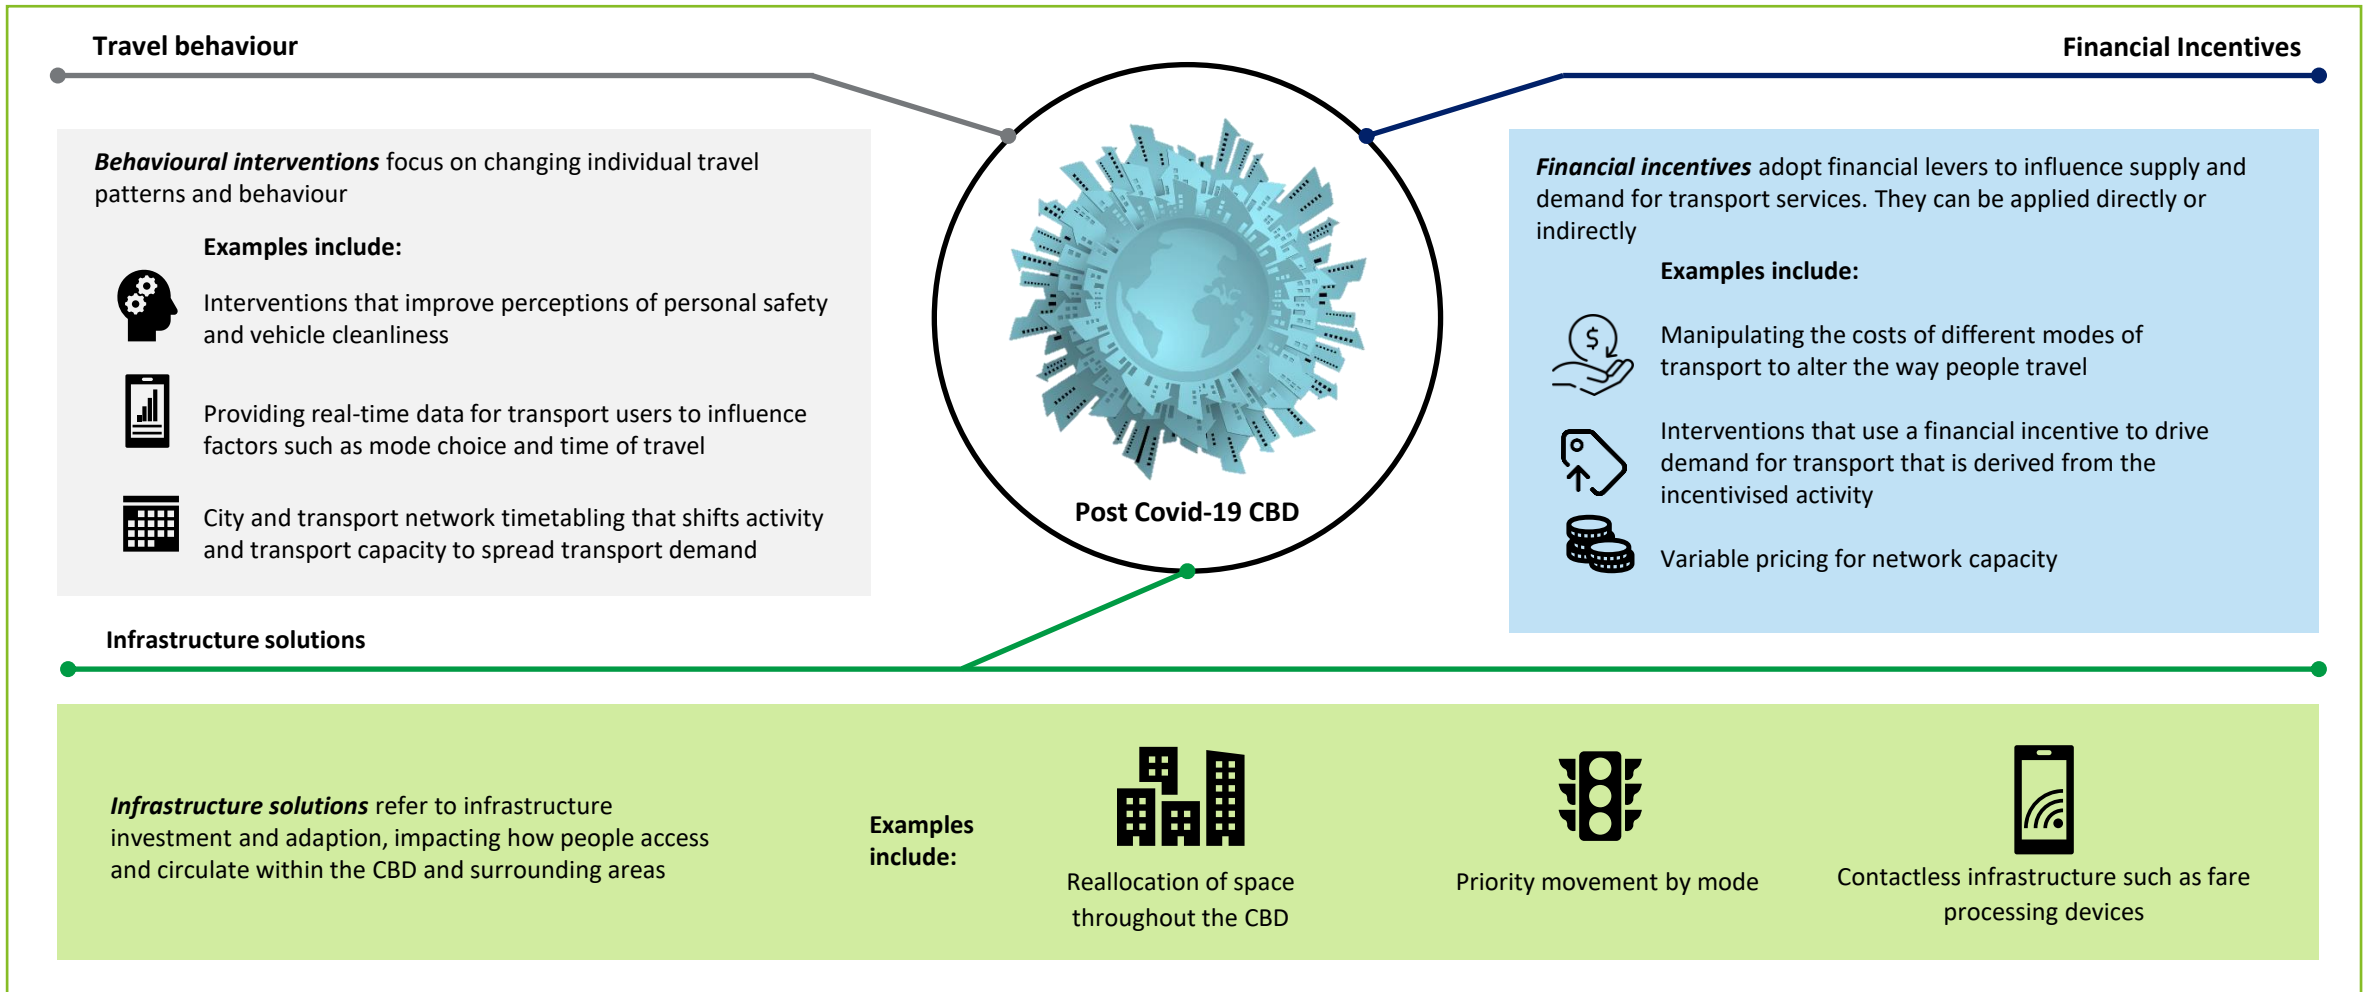 Travel behaviour
Financial Incentives
Behavioural interventions focus on changing individual travel
patterns and behaviour
Examples include:
Interventions that improve perceptions of personal safety
and vehicle cleanliness
Providing real-time data for transport users to influence
factors such as mode choice and time of travel
City and transport network timetabling that shifts activity
and transport capacity to spread transport demand
Post Covid-19 CBD
Financial incentives adopt financial levers to influence supply and
demand for transport services. They can be applied directly or
indirectly
Examples include:
$
Manipulating the costs of different modes of
transport to alter the way people travel
Interventions that use a financial incentive to drive
demand for transport that is derived from the
incentivised activity
Variable pricing for network capacity
Infrastructure solutions
Infrastructure solutions refer to infrastructure
investment and adaption, impacting how people access
and circulate within the CBD and surrounding areas
Examples
include:
Reallocation of space
throughout the CBD
Priority movement by mode
Contactless infrastructure such as fare
processing devices